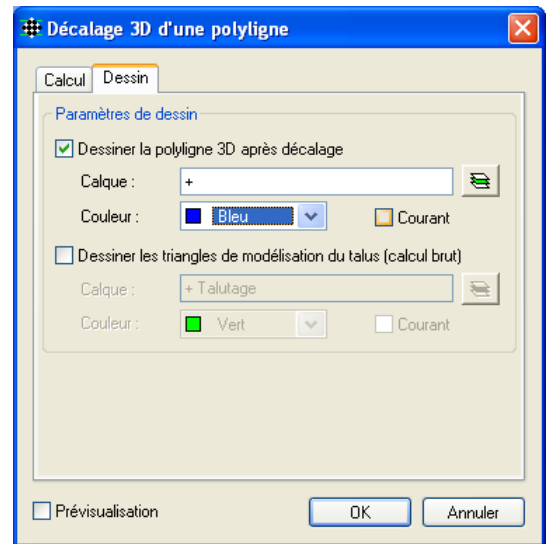 Décalage 3D d'une polyligne
Calcul Dessin
Paramètres de dessin
Dessiner la polyligne 3D après décalage
Calque : +
Couleur : Bleu Courant
Dessiner les triangles de modélisation du talus (calcul brut)
Calque : + Talutage
Couleur : Vert Courant
Prévisualisation OK Annuler